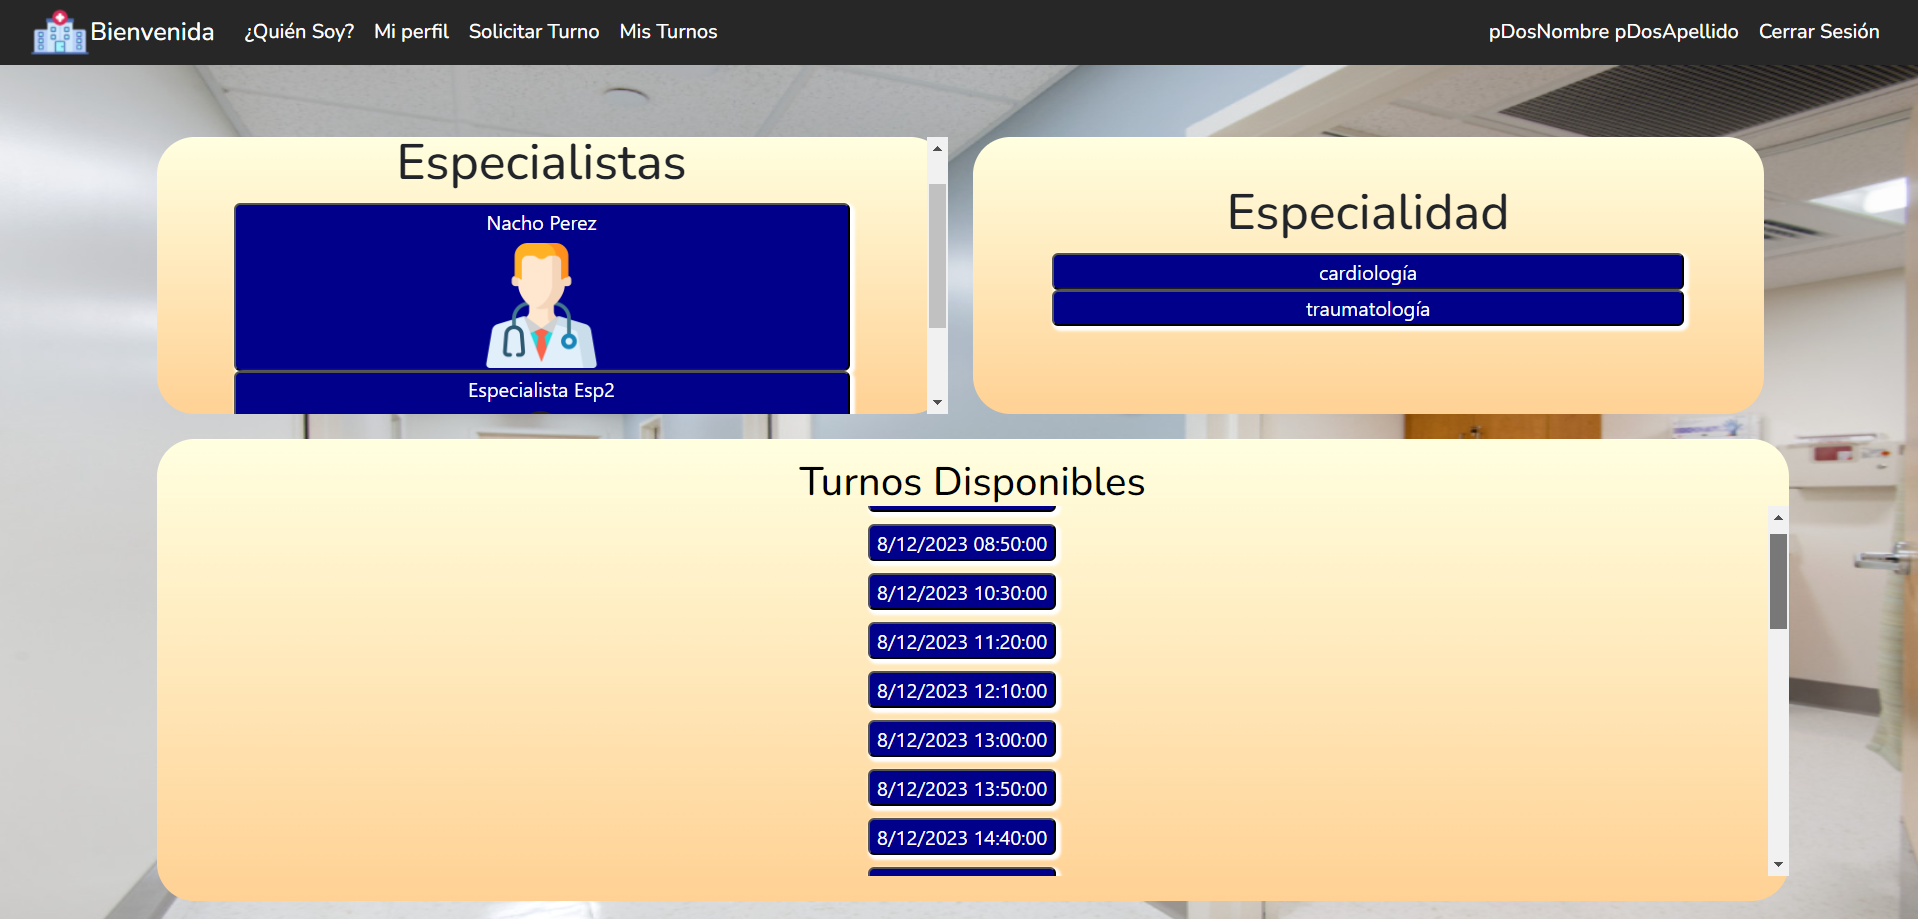 Bienvenida ¿Quién Soy? Mi perfil Solicitar Turno Mis Turnos pDosNombre pDosApellido Cerrar Sesión
Especialistas
Nacho Perez
Especialista Esp2
Especialidad
cardiología
traumatología
Turnos Disponibles
8/12/2023 08:50:00
8/12/2023 10:30:00
8/12/2023 11:20:00
8/12/2023 12:10:00
8/12/2023 13:00:00
8/12/2023 13:50:00
8/12/2023 14:40:00